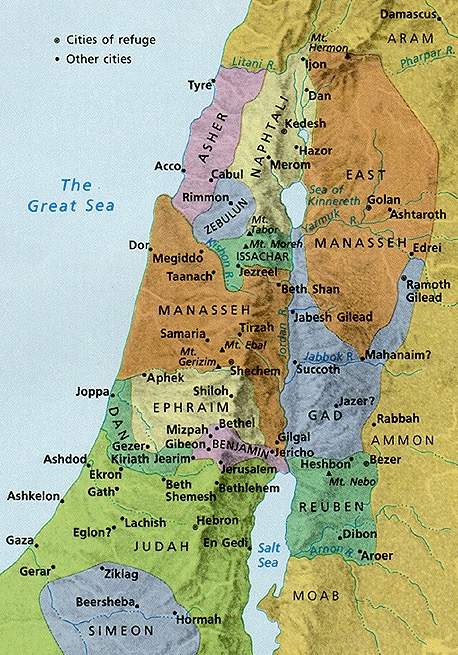 Damascus
Mt.
Hermon
ARAM
Cities of refuge
Other cities
Litani R.
Ijon
Pharpar R.
Tyre
Dan
ASHER
NAPHTALI
Kedesh
Hazor
Acco
Cabul
Merom
EAST
The
Great Sea
Rimmon
Sea of
Kinnereth
Golan
ZEBULUN
Mt.
Tabor
Yarmuk R.
Ashtaroth
Dor
Kishon R.
Mt. Moreh
MANASSEH
Edrei
Megiddo
ISSACHAR
Taanach
Jezreel
Beth Shan
Ramoth
Gilead
MANASSEH
Jabesh Gilead
Tirzah
Samaria
Mt. Ebal
Jordan R.
Mt.
Gerizim
Jabbok R.
Mahanaim?
Shechem
Succoth
Aphek
Joppa
Shiloh
Jazer?
EPHRAIM
GAD
DAN
Mizpah
Bethel
Rabbah
Gezer
Gibeon
BENJAMIN
Gilgal
AMMON
Jericho
Ashdod
Kiriath Jearim
Heshbon
Bezer
Ekron
Jerusalem
Mt. Nebo
Gath
Beth
Shemesh
Bethlehem
Ashkelon
REUBEN
Lachish
Hebron
Eglon?
Dibon
Gaza
JUDAH
En Gedi
Salt
Sea
Arnon R.
Aroer
Gerar
Ziklag
MOAB
Beersheba
Hormah
SIMEON